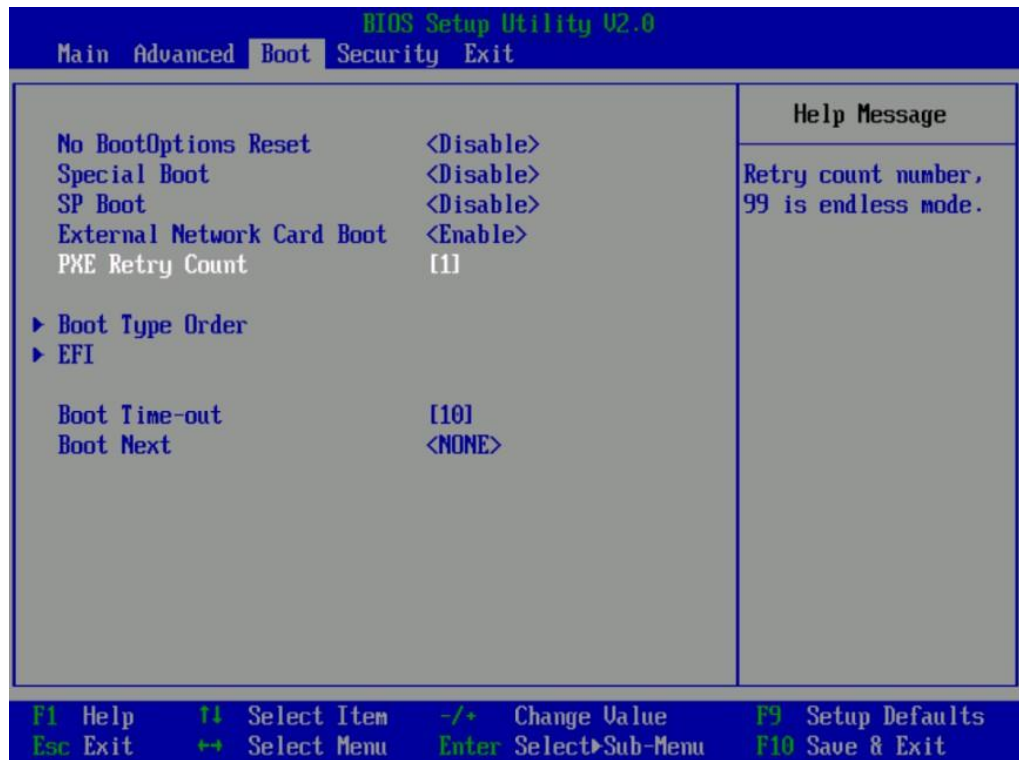 BIOS Setup Utility V2.0
Main Advanced Boot Security Exit
Help Message
No BootOptions Reset <Disable>
Special Boot <Disable>
SP Boot <Disable>
External Network Card Boot <Enable>
PXE Retry Count [1]
Retry count number,
99 is endless mode.
▶ Boot Type Order
▶ EFI
Boot Time-out [10]
Boot Next <NONE>
F1 Help ↑↓ Select Item -/+ Change Value F9 Setup Defaults
Esc Exit ←→ Select Menu Enter Select▶Sub-Menu F10 Save & Exit